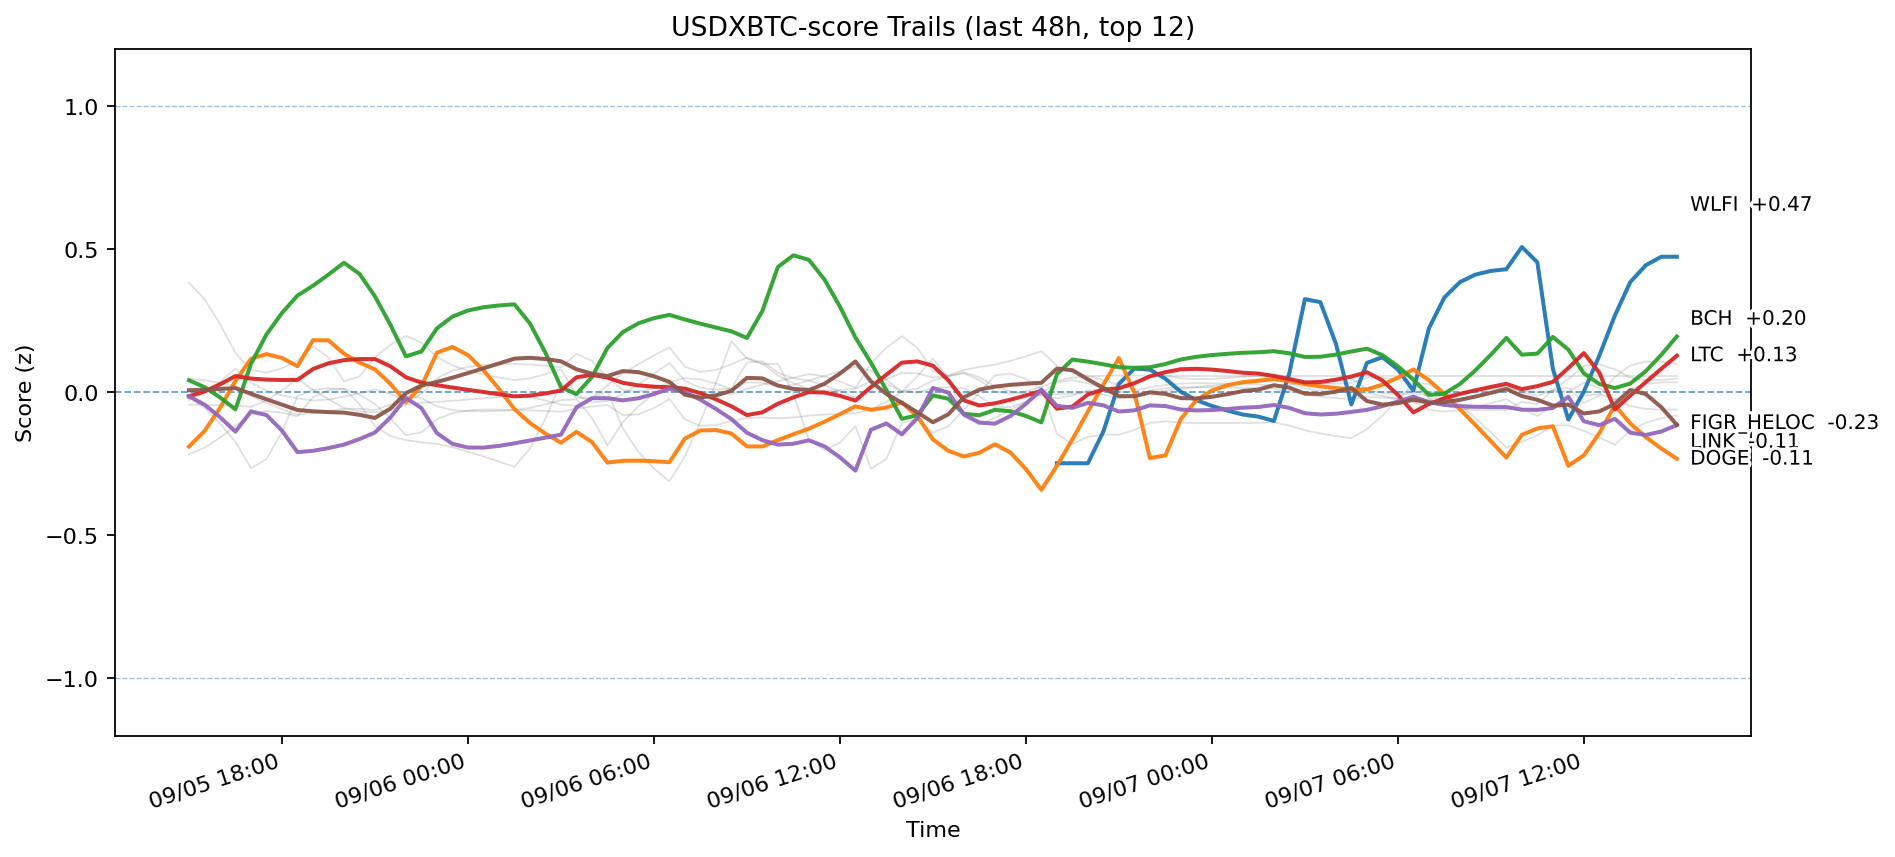 USDXBTC-score Trails (last 48h, top 12)
Score (z)
1.0
0.5
0.0
−0.5
−1.0
WLFI +0.47
BCH +0.20
LTC +0.13
FIGR_HELOC -0.23
LINK -0.11
DOGE -0.11
09/05 18:00
09/06 00:00
09/06 06:00
09/06 12:00
09/06 18:00
09/07 00:00
09/07 06:00
09/07 12:00
Time